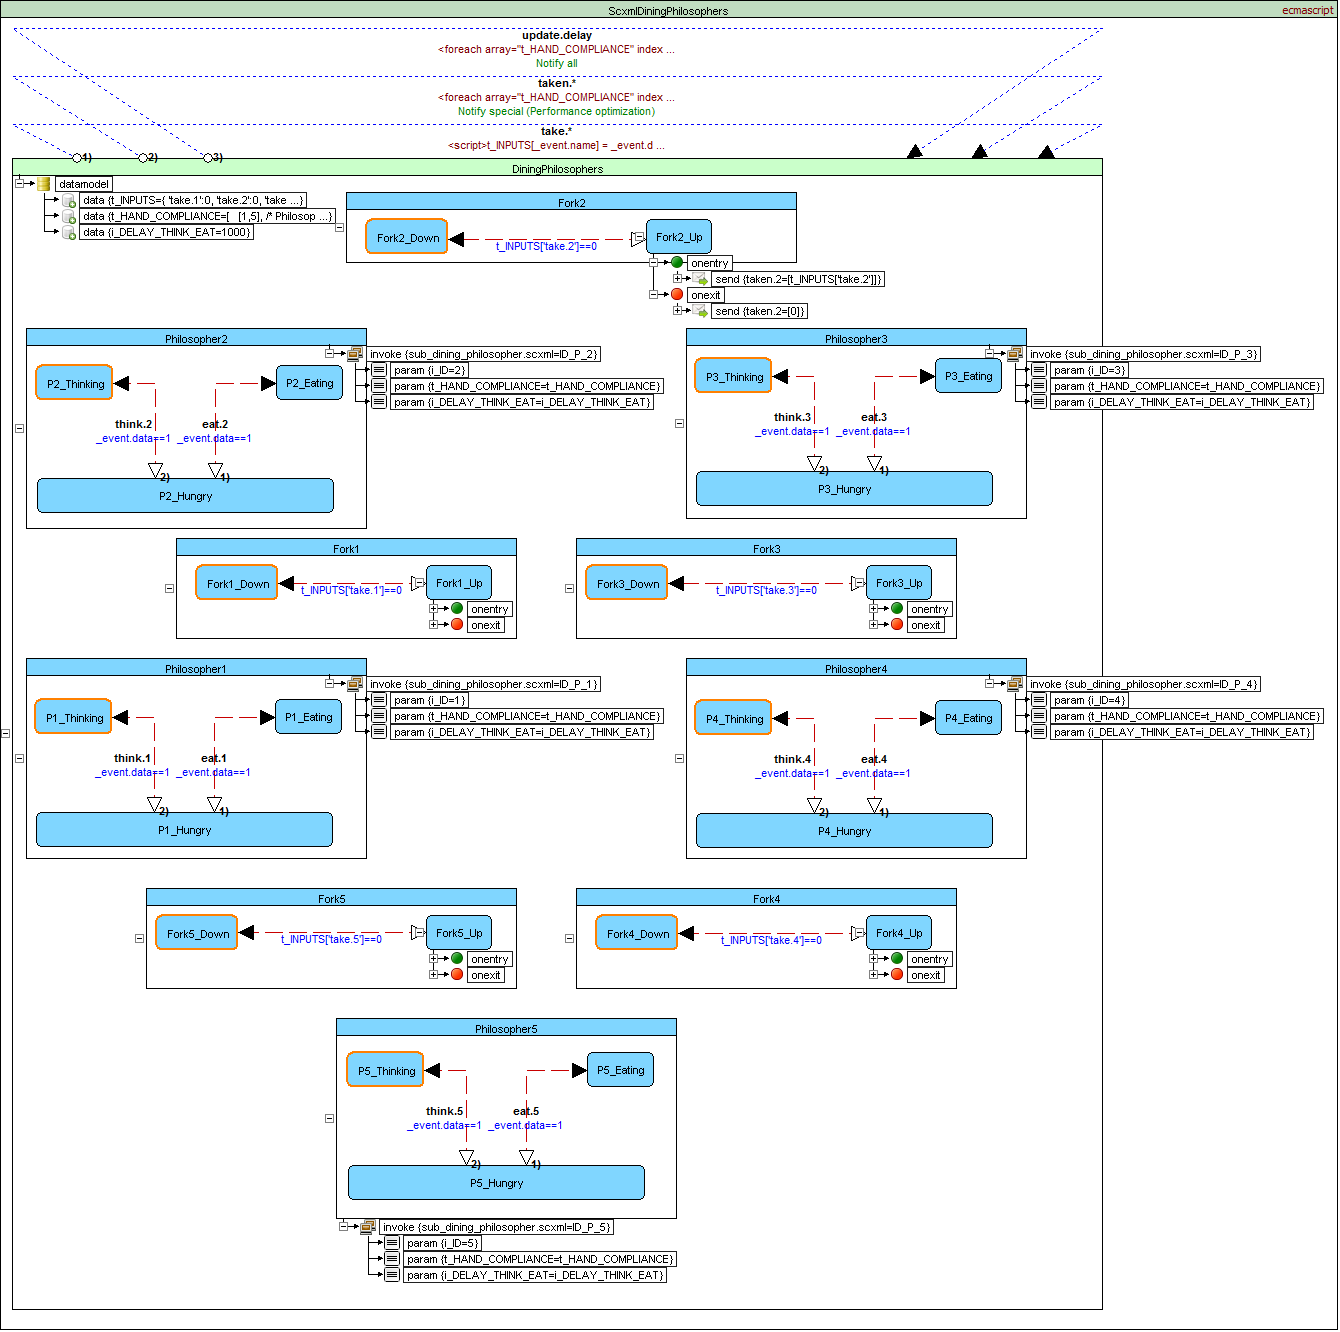 ScxmlDiningPhilosophers
ecmascript
update.delay
<foreach array="t_HAND_COMPLIANCE" index ...
Notify all
taken.*
<foreach array="t_HAND_COMPLIANCE" index ...
Notify special (Performance optimization)
take.*
<script>t_INPUTS[_event.name] = _event.d ...
1)
2)
3)
DiningPhilosophers
datamodel
data {t_INPUTS={ 'take.1':0, 'take.2':0, 'take ...}
data {t_HAND_COMPLIANCE=[   [1,5], /* Philosop ...}
data {i_DELAY_THINK_EAT=1000}
Fork2
Fork2_Down
t_INPUTS['take.2']==0
Fork2_Up
onentry
send {taken.2=[t_INPUTS['take.2']]}
onexit
send {taken.2=[0]}
Philosopher2
invoke {sub_dining_philosopher.scxml=ID_P_2}
param {i_ID=2}
param {t_HAND_COMPLIANCE=t_HAND_COMPLIANCE}
param {i_DELAY_THINK_EAT=i_DELAY_THINK_EAT}
P2_Thinking
P2_Eating
think.2
_event.data==1
eat.2
_event.data==1
2)
1)
P2_Hungry
Philosopher3
invoke {sub_dining_philosopher.scxml=ID_P_3}
param {i_ID=3}
param {t_HAND_COMPLIANCE=t_HAND_COMPLIANCE}
param {i_DELAY_THINK_EAT=i_DELAY_THINK_EAT}
P3_Thinking
P3_Eating
think.3
_event.data==1
eat.3
_event.data==1
2)
1)
P3_Hungry
Fork1
Fork1_Down
t_INPUTS['take.1']==0
Fork1_Up
onentry
onexit
Fork3
Fork3_Down
t_INPUTS['take.3']==0
Fork3_Up
onentry
onexit
Philosopher1
invoke {sub_dining_philosopher.scxml=ID_P_1}
param {i_ID=1}
param {t_HAND_COMPLIANCE=t_HAND_COMPLIANCE}
param {i_DELAY_THINK_EAT=i_DELAY_THINK_EAT}
P1_Thinking
P1_Eating
think.1
_event.data==1
eat.1
_event.data==1
2)
1)
P1_Hungry
Philosopher4
invoke {sub_dining_philosopher.scxml=ID_P_4}
param {i_ID=4}
param {t_HAND_COMPLIANCE=t_HAND_COMPLIANCE}
param {i_DELAY_THINK_EAT=i_DELAY_THINK_EAT}
P4_Thinking
P4_Eating
think.4
_event.data==1
eat.4
_event.data==1
2)
1)
P4_Hungry
Fork5
Fork5_Down
t_INPUTS['take.5']==0
Fork5_Up
onentry
onexit
Fork4
Fork4_Down
t_INPUTS['take.4']==0
Fork4_Up
onentry
onexit
Philosopher5
P5_Thinking
P5_Eating
think.5
_event.data==1
eat.5
_event.data==1
2)
1)
P5_Hungry
invoke {sub_dining_philosopher.scxml=ID_P_5}
param {i_ID=5}
param {t_HAND_COMPLIANCE=t_HAND_COMPLIANCE}
param {i_DELAY_THINK_EAT=i_DELAY_THINK_EAT}